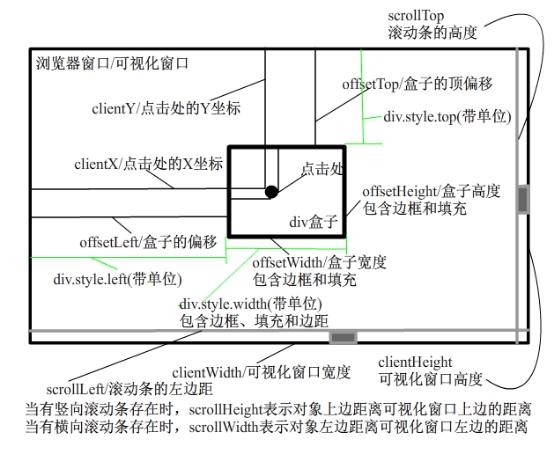 scrollTop
滚动条的高度
浏览器窗口/可视化窗口
offsetTop/盒子的顶偏移
clientY/点击处的Y坐标
div.style.top(带单位)
clientX/点击处的X坐标
点击处
offsetHeight/盒子高度
包含边框和填充
div盒子
offsetLeft/盒子的偏移
offsetWidth/盒子宽度
包含边框和填充
div.style.left(带单位)
div.style.width(带单位)
包含边框、填充和边距
clientHeight
可视化窗口高度
clientWidth/可视化窗口宽度
scrollLeft/滚动条的左边距
当有竖向滚动条存在时，scrollHeight表示对象上边距离可视化窗口上边的距离
当有横向滚动条存在时，scrollWidth表示对象左边距离可视化窗口左边的距离